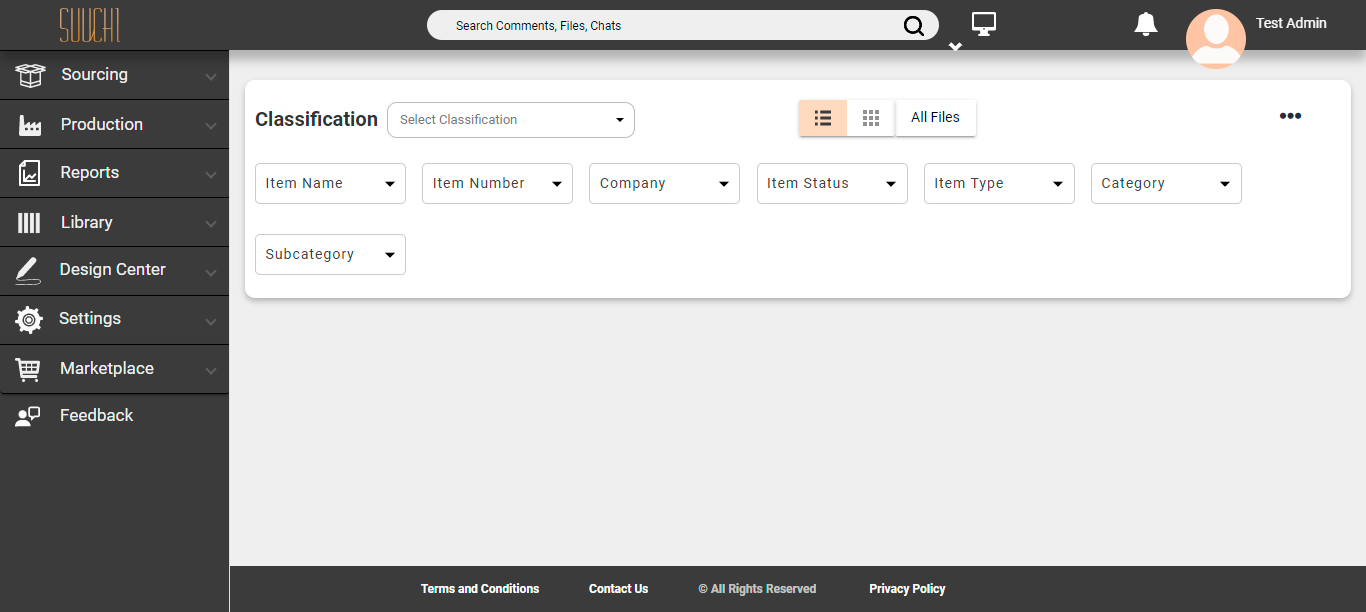 SUUCHI
Search Comments, Files, Chats
Test Admin
Sourcing
Production
Reports
Library
Design Center
Settings
Marketplace
Feedback
Classification
Select Classification
All Files
Item Name
Item Number
Company
Item Status
Item Type
Category
Subcategory
Terms and Conditions
Contact Us
© All Rights Reserved
Privacy Policy